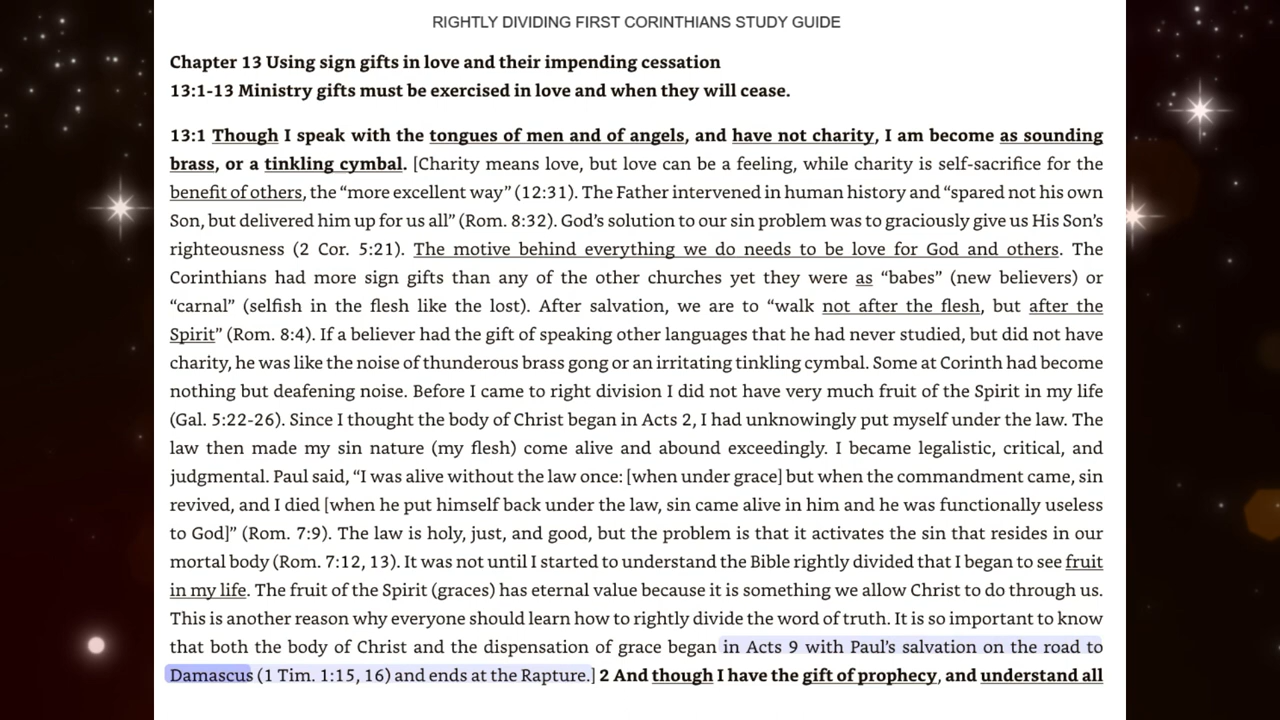 RIGHTLY DIVIDING FIRST CORINTHIANS STUDY GUIDE
Chapter 13 Using sign gifts in love and their impending cessation
13:1-13 Ministry gifts must be exercised in love and when they will cease.
13:1 Though I speak with the tongues of men and of angels, and have not charity, I am become as sounding
brass, or a tinkling cymbal. [Charity means love, but love can be a feeling, while charity is self-sacrifice for the
benefit of others, the “more excellent way” (12:31). The Father intervened in human history and “spared not his own
Son, but delivered him up for us all” (Rom. 8:32). God’s solution to our sin problem was to graciously give us His Son’s
righteousness (2 Cor. 5:21). The motive behind everything we do needs to be love for God and others. The
Corinthians had more sign gifts than any of the other churches yet they were as “babes” (new believers) or
“carnal” (selfish in the flesh like the lost). After salvation, we are to “walk not after the flesh, but after the
Spirit” (Rom. 8:4). If a believer had the gift of speaking other languages that he had never studied, but did not have
charity, he was like the noise of thunderous brass gong or an irritating tinkling cymbal. Some at Corinth had become
nothing but deafening noise. Before I came to right division I did not have very much fruit of the Spirit in my life
(Gal. 5:22-26). Since I thought the body of Christ began in Acts 2, I had unknowingly put myself under the law. The
law then made my sin nature (my flesh) come alive and abound exceedingly. I became legalistic, critical, and
judgmental. Paul said, “I was alive without the law once: [when under grace] but when the commandment came, sin
revived, and I died [when he put himself back under the law, sin came alive in him and he was functionally useless
to God]” (Rom. 7:9). The law is holy, just, and good, but the problem is that it activates the sin that resides in our
mortal body (Rom. 7:12, 13). It was not until I started to understand the Bible rightly divided that I began to see fruit
in my life. The fruit of the Spirit (graces) has eternal value because it is something we allow Christ to do through us.
This is another reason why everyone should learn how to rightly divide the word of truth. It is so important to know
that both the body of Christ and the dispensation of grace began in Acts 9 with Paul’s salvation on the road to
Damascus (1 Tim. 1:15, 16) and ends at the Rapture.] 2 And though I have the gift of prophecy, and understand all